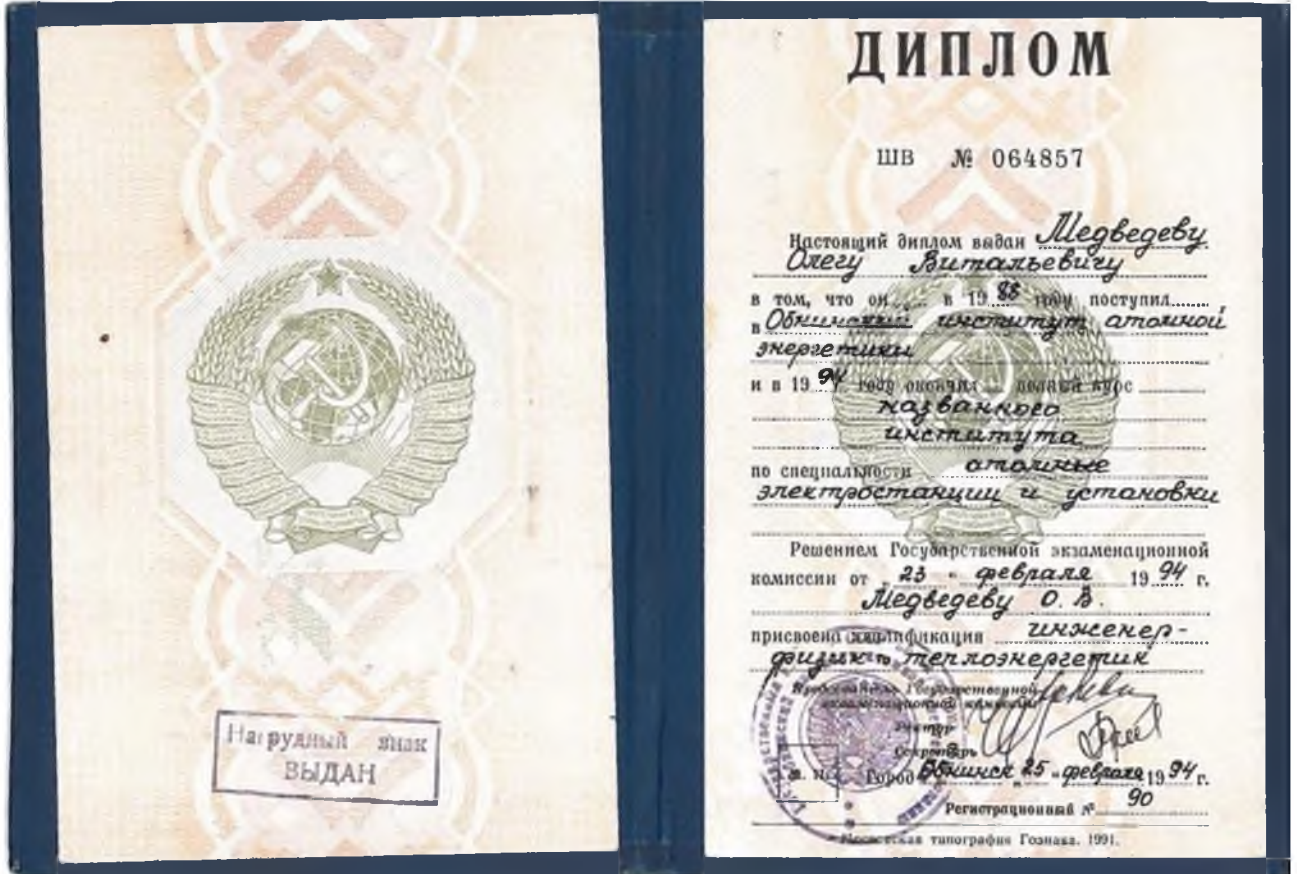 Нагрудный знак
ВЫДАН
ДИПЛОМ
ШВ № 064857
Настоящий диплом выдан Медведеву
Олегу Витальевичу
в том, что он в 1988 году поступил
в Обнинский институт атомной
энергетики
и в 1994 году окончил полный курс
названного
института
по специальности атомные
электростанции и установки
Решением Государственной экзаменационной
комиссии от „23“ февраля 1994 г.
Медведеву О. В.
присвоена квалификация инженер-
физик - теплоэнергетик
Председатель Государственной
экзаменационной комиссии
Ректор
Секретарь
М. П. Город Обнинск „25“ февраля 1994 г.
Регистрационный № 90
Московская типография Гознака. 1991.